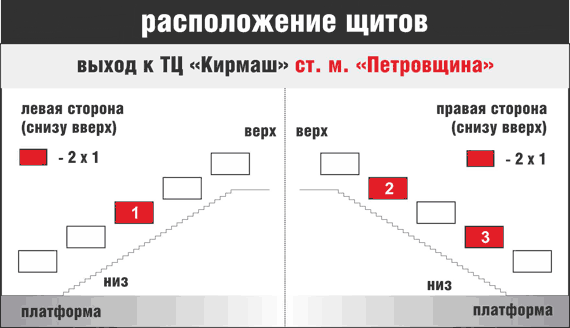 расположение щитов
выход к ТЦ «Кирмаш» ст. м. «Петровщина»
левая сторона
(снизу вверх)
- 2 х 1
верх
1
низ
платформа
правая сторона
(снизу вверх)
- 2 х 1
верх
2
3
низ
платформа